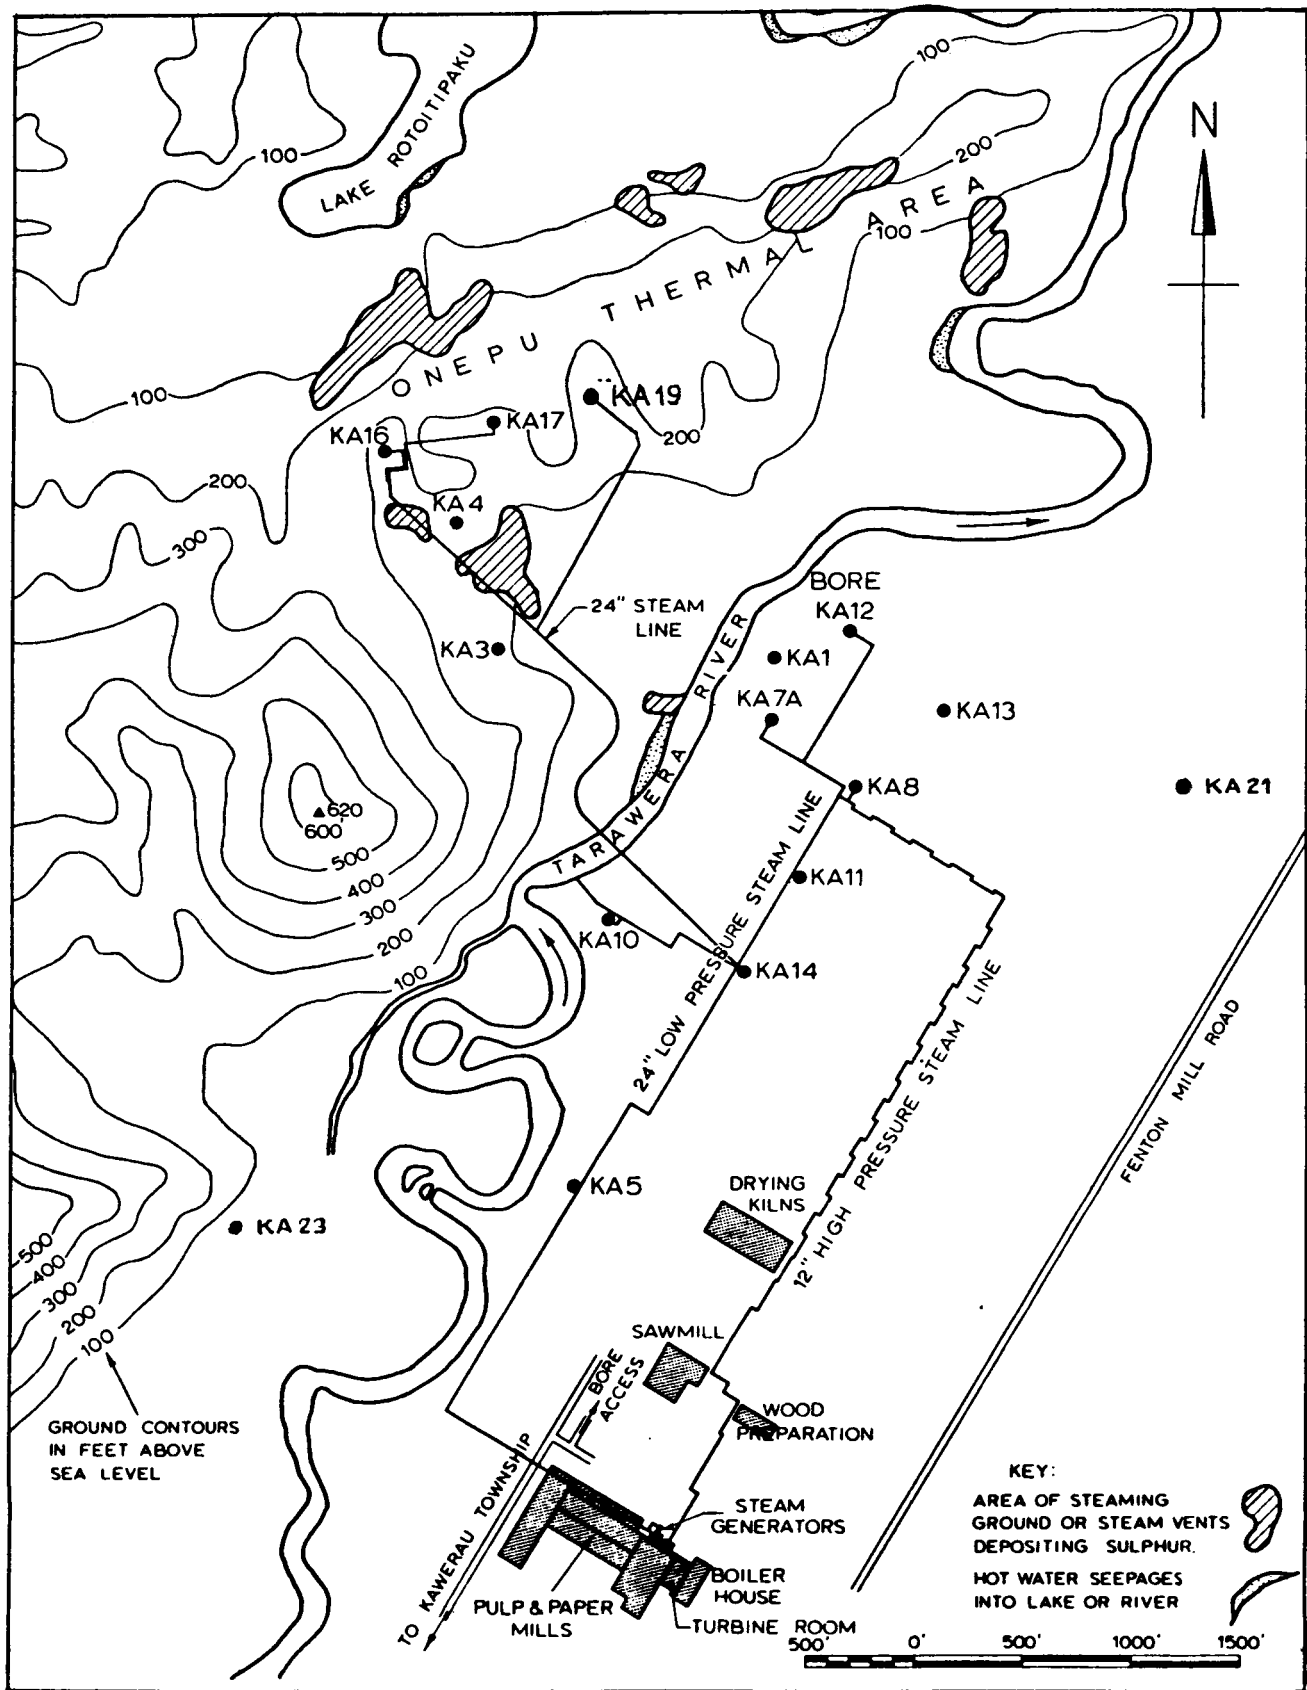 100
LAKE ROTOITIPAKU
100
200
N
ONEPU THERMAL AREA
100
100
KA19
KA17
KA16
200
200
KA4
300
BORE
KA12
24" STEAM
LINE
KA3
KA1
KA7A
KA13
TARAWERA RIVER
KA8
KA21
620
600'
500
400
300
200
100
KA11
KA10
KA14
24" LOW PRESSURE STEAM LINE
12" HIGH PRESSURE STEAM LINE
FENTON MILL ROAD
KA5
DRYING
KILNS
KA23
500
400
300
200
100
SAWMILL
BORE
ACCESS
GROUND CONTOURS
IN FEET ABOVE
SEA LEVEL
WOOD
PREPARATION
TO KAWERAU TOWNSHIP
STEAM
GENERATORS
BOILER
HOUSE
PULP & PAPER
MILLS
TURBINE ROOM
KEY:
AREA OF STEAMING
GROUND OR STEAM VENTS
DEPOSITING SULPHUR.
HOT WATER SEEPAGES
INTO LAKE OR RIVER
500' 0' 500' 1000' 1500'